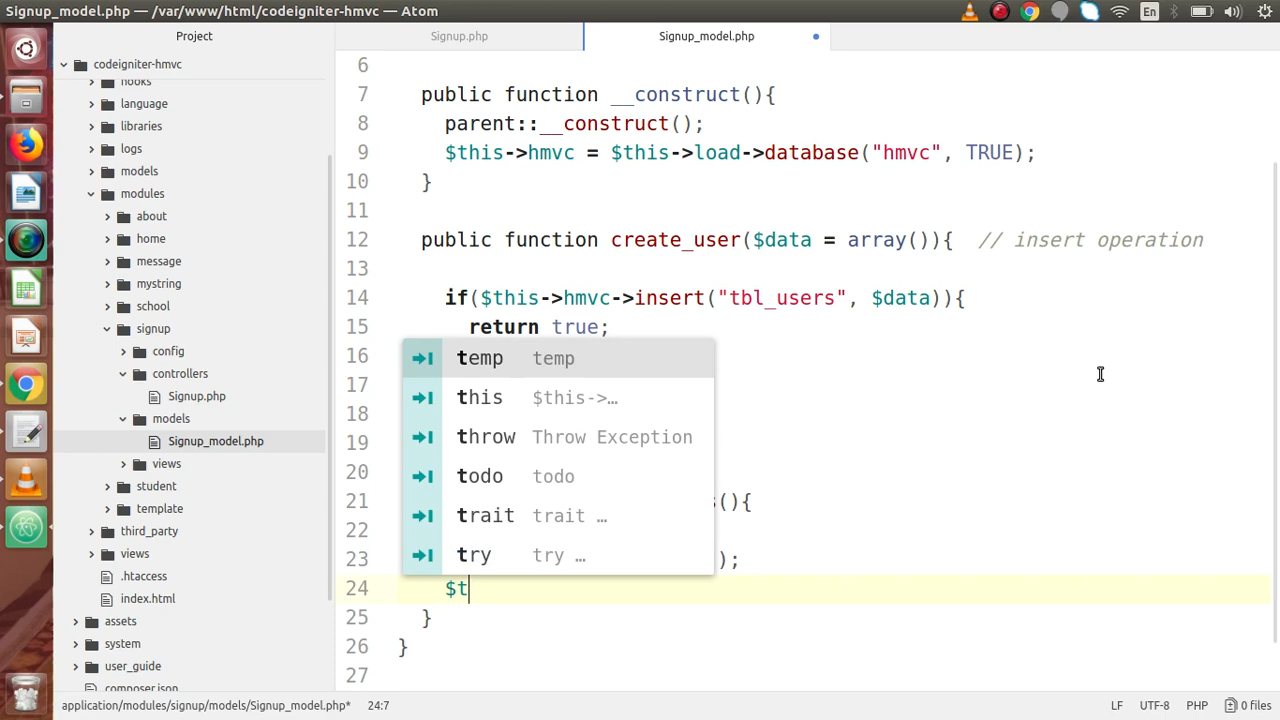 Signup_model.php — /var/www/html/codeigniter-hmvc — Atom
En
Project
Signup.php
Signup_model.php
codeigniter-hmvc
hooks
language
libraries
logs
models
modules
about
home
message
mystring
school
signup
config
controllers
Signup.php
models
Signup_model.php
views
student
template
third_party
views
.htaccess
index.html
assets
system
user_guide
composer.json
6
7 public function __construct(){
8 parent::__construct();
9 $this->hmvc = $this->load->database("hmvc", TRUE);
10 }
11
12 public function create_user($data = array()){ // insert operation
13
14 if($this->hmvc->insert("tbl_users", $data)){
15 return true;
16
17
18
19
20
21 (){
22
23 );
24 $t
25 }
26 }
27
temp temp
this $this->…
throw Throw Exception
todo todo
trait trait …
try try …
application/modules/signup/models/Signup_model.php* 24:7
LF UTF-8 PHP 0 files